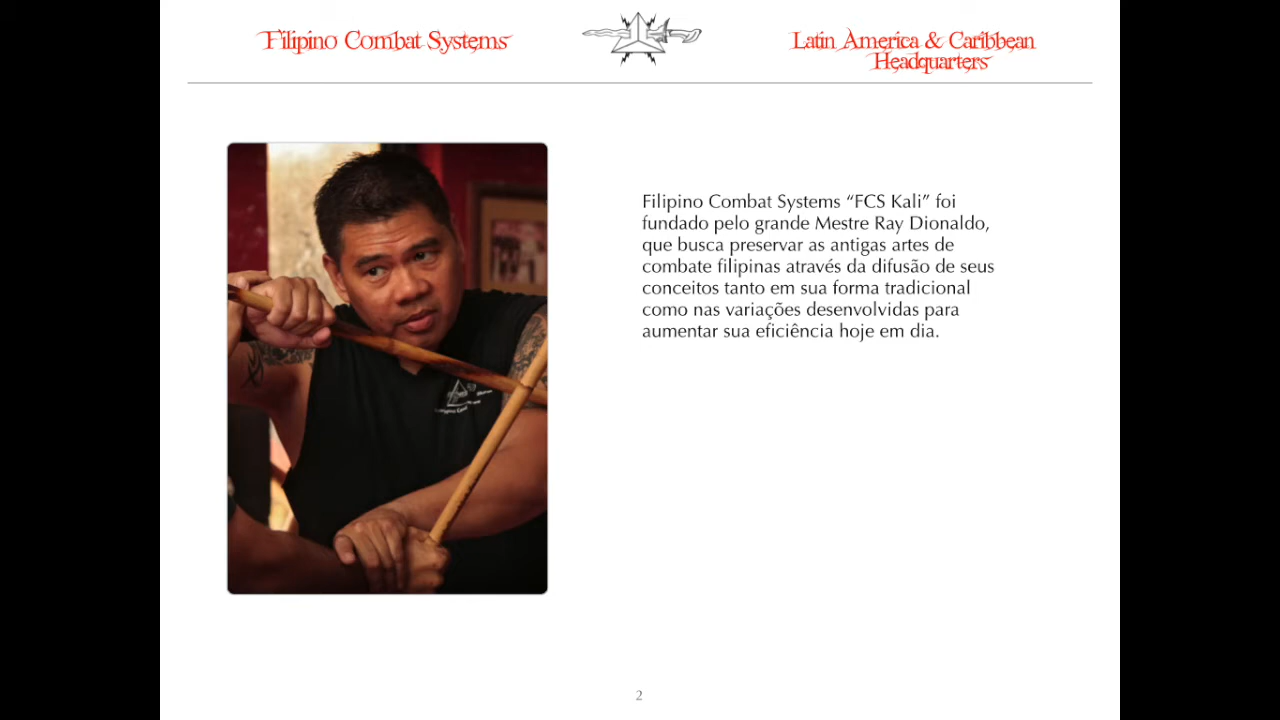 Filipino Combat Systems
Latin America & Caribbean
Headquarters
Filipino Combat Systems “FCS Kali” foi
fundado pelo grande Mestre Ray Dionaldo,
que busca preservar as antigas artes de
combate filipinas através da difusão de seus
conceitos tanto em sua forma tradicional
como nas variações desenvolvidas para
aumentar sua eficiência hoje em dia.
2